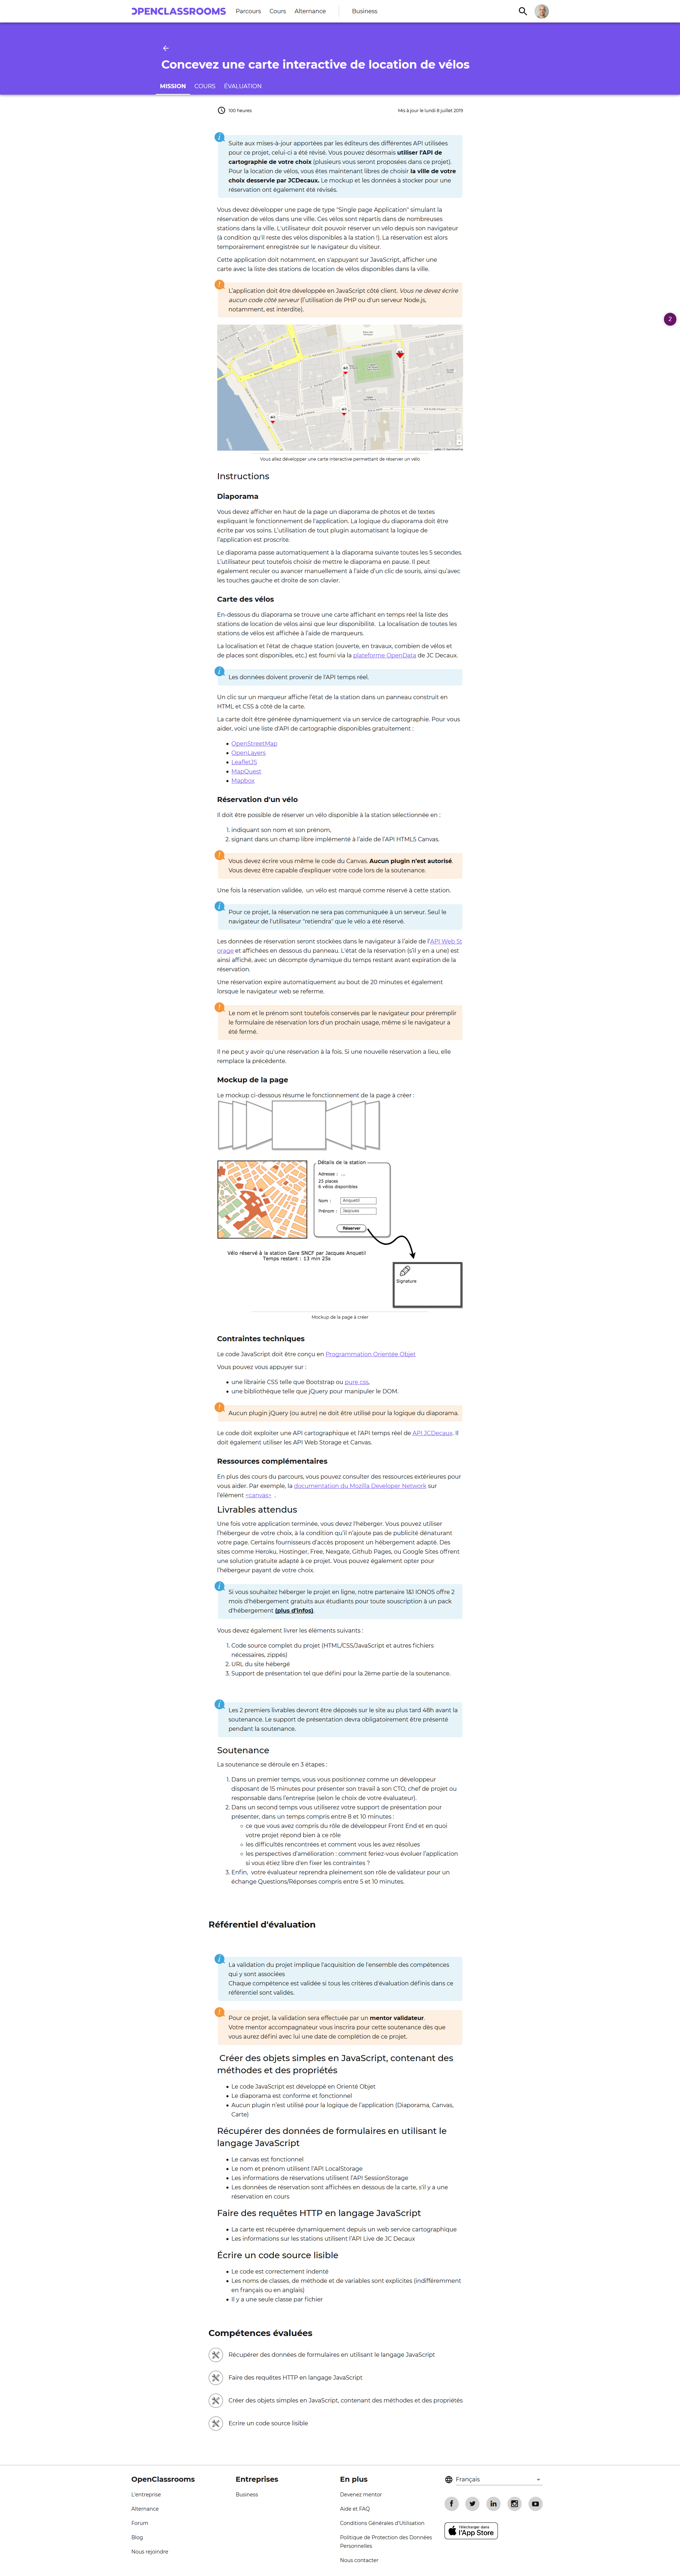 OPENCLASSROOMS Parcours Cours Alternance Business
Concevez une carte interactive de location de vélos
MISSION COURS ÉVALUATION
100 heures Mis à jour le lundi 8 juillet 2019
Suite aux mises-à-jour apportées par les éditeurs des différentes API utilisées
pour ce projet, celui-ci a été révisé. Vous pouvez désormais utiliser l'API de
cartographie de votre choix (plusieurs vous seront proposées dans ce projet).
Pour la location de vélos, vous êtes maintenant libres de choisir la ville de votre
choix desservie par JCDecaux. Le mockup et les données à stocker pour une
réservation ont également été révisés.
Vous devez développer une page de type "Single page Application" simulant la
réservation de vélos dans une ville. Ces vélos sont répartis dans de nombreuses
stations dans la ville. L'utilisateur doit pouvoir réserver un vélo depuis son navigateur
(à condition qu'il reste des vélos disponibles à la station !). La réservation est alors
temporairement enregistrée sur le navigateur du visiteur.
Cette application doit notamment, en s'appuyant sur JavaScript, afficher une
carte avec la liste des stations de location de vélos disponibles dans la ville.
L'application doit être développée en JavaScript côté client. Vous ne devez écrire
aucun code côté serveur (l'utilisation de PHP ou d'un serveur Node.js,
notamment, est interdite).
2
Vous allez développer une carte interactive permettant de réserver un vélo
Instructions
Diaporama
Vous devez afficher en haut de la page un diaporama de photos et de textes
expliquant le fonctionnement de l'application. La logique du diaporama doit être
écrite par vos soins. L'utilisation de tout plugin automatisant la logique de
l'application est proscrite.
Le diaporama passe automatiquement à la diaporama suivante toutes les 5 secondes.
L'utilisateur peut toutefois choisir de mettre le diaporama en pause. Il peut
également reculer ou avancer manuellement à l'aide d'un clic de souris, ainsi qu'avec
les touches gauche et droite de son clavier.
Carte des vélos
En-dessous du diaporama se trouve une carte affichant en temps réel la liste des
stations de location de vélos ainsi que leur disponibilité. La localisation de toutes les
stations de vélos est affichée à l'aide de marqueurs.
La localisation et l'état de chaque station (ouverte, en travaux, combien de vélos et
de places sont disponibles, etc.) est fourni via la plateforme OpenData de JC Decaux.
Les données doivent provenir de l'API temps réel.
Un clic sur un marqueur affiche l'état de la station dans un panneau construit en
HTML et CSS à côté de la carte.
La carte doit être générée dynamiquement via un service de cartographie. Pour vous
aider, voici une liste d'API de cartographie disponibles gratuitement :
• OpenStreetMap
• OpenLayers
• LeafletJS
• MapQuest
• Mapbox
Réservation d'un vélo
Il doit être possible de réserver un vélo disponible à la station sélectionnée en :
1. indiquant son nom et son prénom,
2. signant dans un champ libre implémenté à l'aide de l'API HTML5 Canvas.
Vous devez écrire vous même le code du Canvas. Aucun plugin n'est autorisé.
Vous devez être capable d'expliquer votre code lors de la soutenance.
Une fois la réservation validée, un vélo est marqué comme réservé à cette station.
Pour ce projet, la réservation ne sera pas communiquée à un serveur. Seul le
navigateur de l'utilisateur "retiendra" que le vélo a été réservé.
Les données de réservation seront stockées dans le navigateur à l'aide de l'API Web St
orage et affichées en dessous du panneau. L'état de la réservation (s'il y en a une) est
ainsi affiché, avec un décompte dynamique du temps restant avant expiration de la
réservation.
Une réservation expire automatiquement au bout de 20 minutes et également
lorsque le navigateur web se referme.
Le nom et le prénom sont toutefois conservés par le navigateur pour préremplir
le formulaire de réservation lors d'un prochain usage, même si le navigateur a
été fermé.
Il ne peut y avoir qu'une réservation à la fois. Si une nouvelle réservation a lieu, elle
remplace la précédente.
Mockup de la page
Le mockup ci-dessous résume le fonctionnement de la page à créer :
Détails de la station
Adresse : ...
23 places
6 vélos disponibles
Nom : Anquetil
Prénom : Jacques
Réserver
Vélo réservé à la station Gare SNCF par Jacques Anquetil
Temps restant : 13 min 25s
Signature
Mockup de la page à créer
Contraintes techniques
Le code JavaScript doit être conçu en Programmation Orientée Objet
Vous pouvez vous appuyer sur :
• une librairie CSS telle que Bootstrap ou pure css,
• une bibliothèque telle que jQuery pour manipuler le DOM.
Aucun plugin jQuery (ou autre) ne doit être utilisé pour la logique du diaporama.
Le code doit exploiter une API cartographique et l'API temps réel de API JCDecaux. Il
doit également utiliser les API Web Storage et Canvas.
Ressources complémentaires
En plus des cours du parcours, vous pouvez consulter des ressources extérieures pour
vous aider. Par exemple, la documentation du Mozilla Developer Network sur
l'élément <canvas> .
Livrables attendus
Une fois votre application terminée, vous devez l'héberger. Vous pouvez utiliser
l'hébergeur de votre choix, à la condition qu'il n'ajoute pas de publicité dénaturant
votre page. Certains fournisseurs d'accès proposent un hébergement adapté. Des
sites comme Heroku, Hostinger, Free, Nexgate, Github Pages, ou Google Sites offrent
une solution gratuite adaptée à ce projet. Vous pouvez également opter pour
l'hébergeur payant de votre choix.
Si vous souhaitez héberger le projet en ligne, notre partenaire 1&1 IONOS offre 2
mois d'hébergement gratuits aux étudiants pour toute souscription à un pack
d'hébergement (plus d'infos).
Vous devez également livrer les éléments suivants :
1. Code source complet du projet (HTML/CSS/JavaScript et autres fichiers
nécessaires, zippés)
2. URL du site hébergé
3. Support de présentation tel que défini pour la 2ème partie de la soutenance.
Les 2 premiers livrables devront être déposés sur le site au plus tard 48h avant la
soutenance. Le support de présentation devra obligatoirement être présenté
pendant la soutenance.
Soutenance
La soutenance se déroule en 3 étapes :
1. Dans un premier temps, vous vous positionnez comme un développeur
disposant de 15 minutes pour présenter son travail à son CTO, chef de projet ou
responsable dans l'entreprise (selon le choix de votre évaluateur).
2. Dans un second temps vous utiliserez votre support de présentation pour
présenter, dans un temps compris entre 8 et 10 minutes :
○ ce que vous avez compris du rôle de développeur Front End et en quoi
votre projet répond bien à ce rôle
○ les difficultés rencontrées et comment vous les avez résolues
○ les perspectives d'amélioration : comment feriez-vous évoluer l'application
si vous étiez libre d'en fixer les contraintes ?
3. Enfin, votre évaluateur reprendra pleinement son rôle de validateur pour un
échange Questions/Réponses compris entre 5 et 10 minutes.
Référentiel d'évaluation
La validation du projet implique l'acquisition de l'ensemble des compétences
qui y sont associées
Chaque compétence est validée si tous les critères d'évaluation définis dans ce
référentiel sont validés.
Pour ce projet, la validation sera effectuée par un mentor validateur.
Votre mentor accompagnateur vous inscrira pour cette soutenance dès que
vous aurez défini avec lui une date de complétion de ce projet.
Créer des objets simples en JavaScript, contenant des
méthodes et des propriétés
• Le code JavaScript est développé en Orienté Objet
• Le diaporama est conforme et fonctionnel
• Aucun plugin n'est utilisé pour la logique de l'application (Diaporama, Canvas,
Carte)
Récupérer des données de formulaires en utilisant le
langage JavaScript
• Le canvas est fonctionnel
• Le nom et prénom utilisent l'API LocalStorage
• Les informations de réservations utilisent l'API SessionStorage
• Les données de réservation sont affichées en dessous de la carte, s'il y a une
réservation en cours
Faire des requêtes HTTP en langage JavaScript
• La carte est récupérée dynamiquement depuis un web service cartographique
• Les informations sur les stations utilisent l'API Live de JC Decaux
Écrire un code source lisible
• Le code est correctement indenté
• Les noms de classes, de méthode et de variables sont explicites (indifféremment
en français ou en anglais)
• Il y a une seule classe par fichier
Compétences évaluées
Récupérer des données de formulaires en utilisant le langage JavaScript
Faire des requêtes HTTP en langage JavaScript
Créer des objets simples en JavaScript, contenant des méthodes et des propriétés
Ecrire un code source lisible
OpenClassrooms
L'entreprise
Alternance
Forum
Blog
Nous rejoindre
Entreprises
Business
En plus
Devenez mentor
Aide et FAQ
Conditions Générales d'Utilisation
Politique de Protection des Données
Personnelles
Nous contacter
Français
Télécharger dans
l'App Store